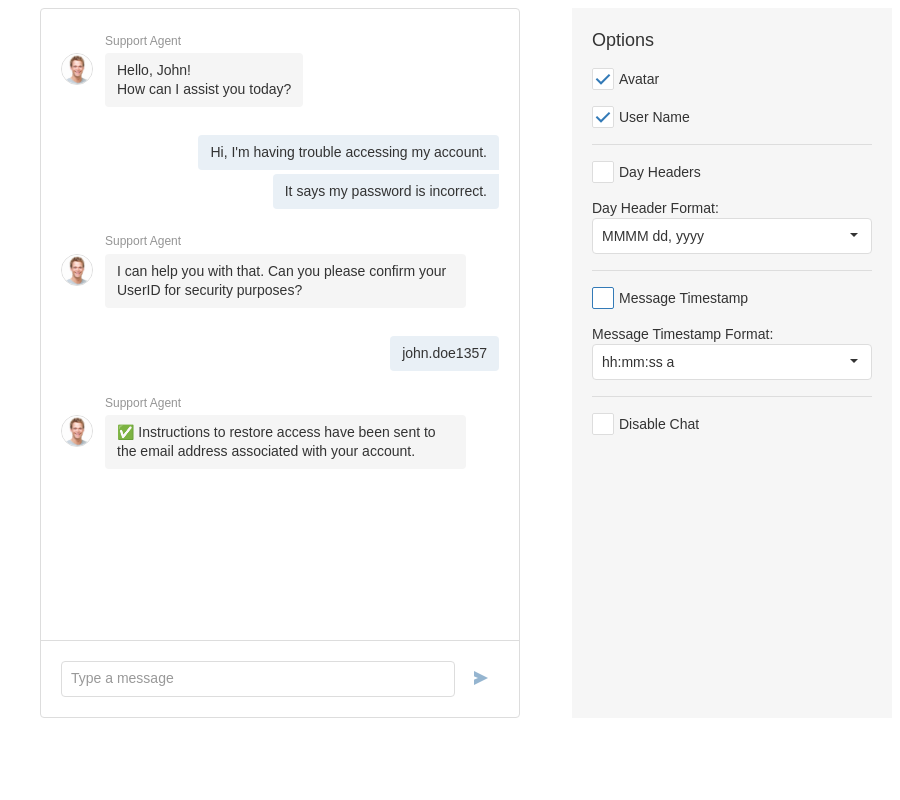 Support Agent
Hello, John!
How can I assist you today?
Hi, I'm having trouble accessing my account.
It says my password is incorrect.
Support Agent
I can help you with that. Can you please confirm your
UserID for security purposes?
john.doe1357
Support Agent
✅ Instructions to restore access have been sent to
the email address associated with your account.
Type a message
Options
Avatar
User Name
Day Headers
Day Header Format:
MMMM dd, yyyy
Message Timestamp
Message Timestamp Format:
hh:mm:ss a
Disable Chat